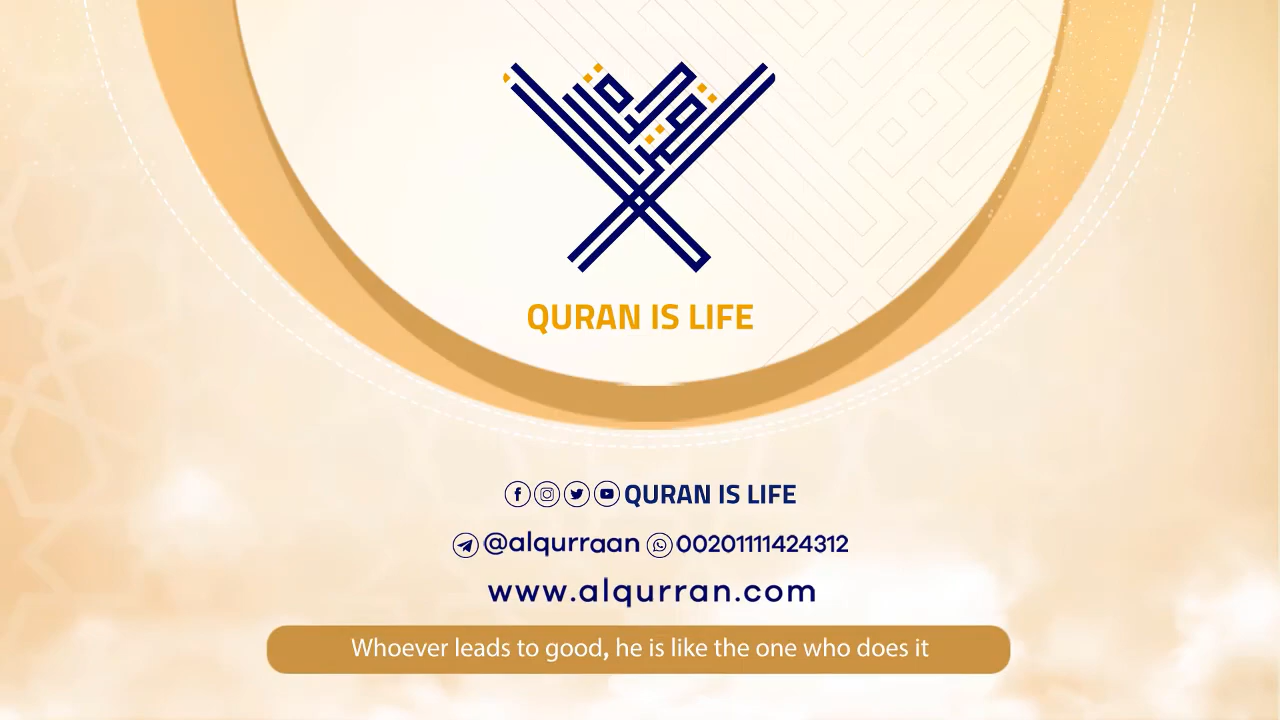 QURAN IS LIFE
QURAN IS LIFE
@alqurraan 00201111424312
www.alqurran.com
Whoever leads to good, he is like the one who does it